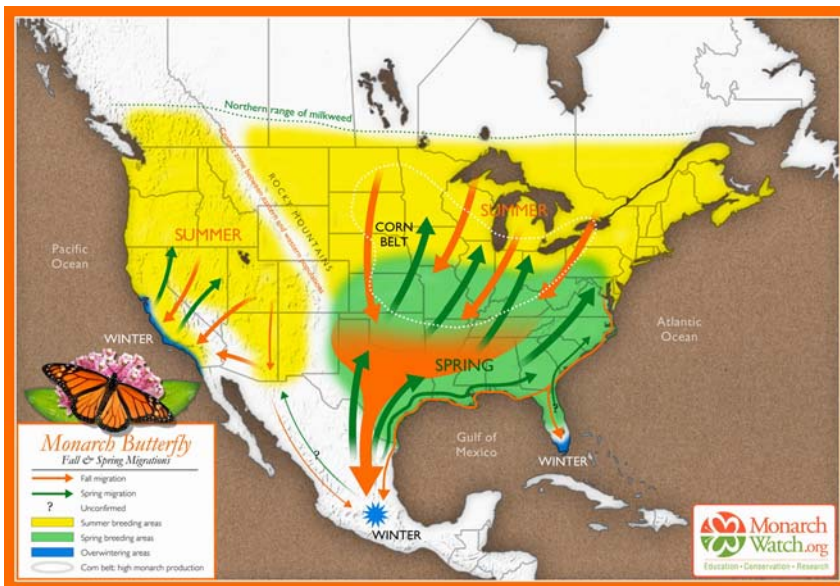 Northern range of milkweed
ROCKY MOUNTAINS
SUMMER
CORN
BELT
SUMMER
Pacific
Ocean
Atlantic
Ocean
WINTER
SPRING
?
Gulf of
Mexico
WINTER
?
WINTER
Monarch Butterfly
Fall & Spring Migrations
Fall migration
Spring migration
? Unconfirmed
Summer breeding areas
Spring breeding areas
Overwintering areas
Corn belt: high monarch production
Monarch
Watch.org
Education • Conservation • Research